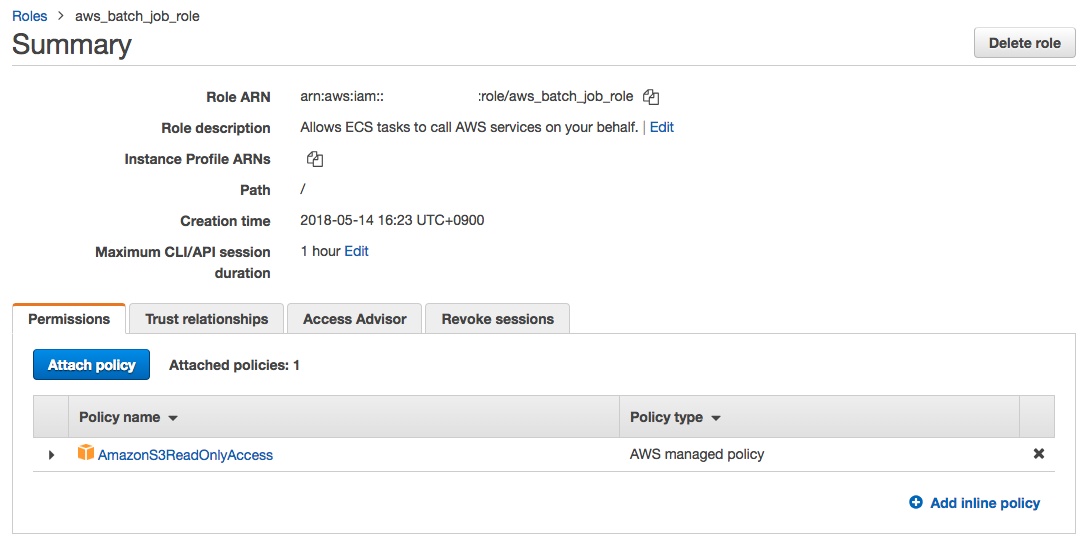 Roles > aws_batch_job_role
Summary
Delete role
Role ARN arn:aws:iam:: :role/aws_batch_job_role
Role description Allows ECS tasks to call AWS services on your behalf. | Edit
Instance Profile ARNs
Path /
Creation time 2018-05-14 16:23 UTC+0900
Maximum CLI/API session 1 hour Edit
duration
Permissions Trust relationships Access Advisor Revoke sessions
Attach policy Attached policies: 1
Policy name Policy type
AmazonS3ReadOnlyAccess AWS managed policy
Add inline policy